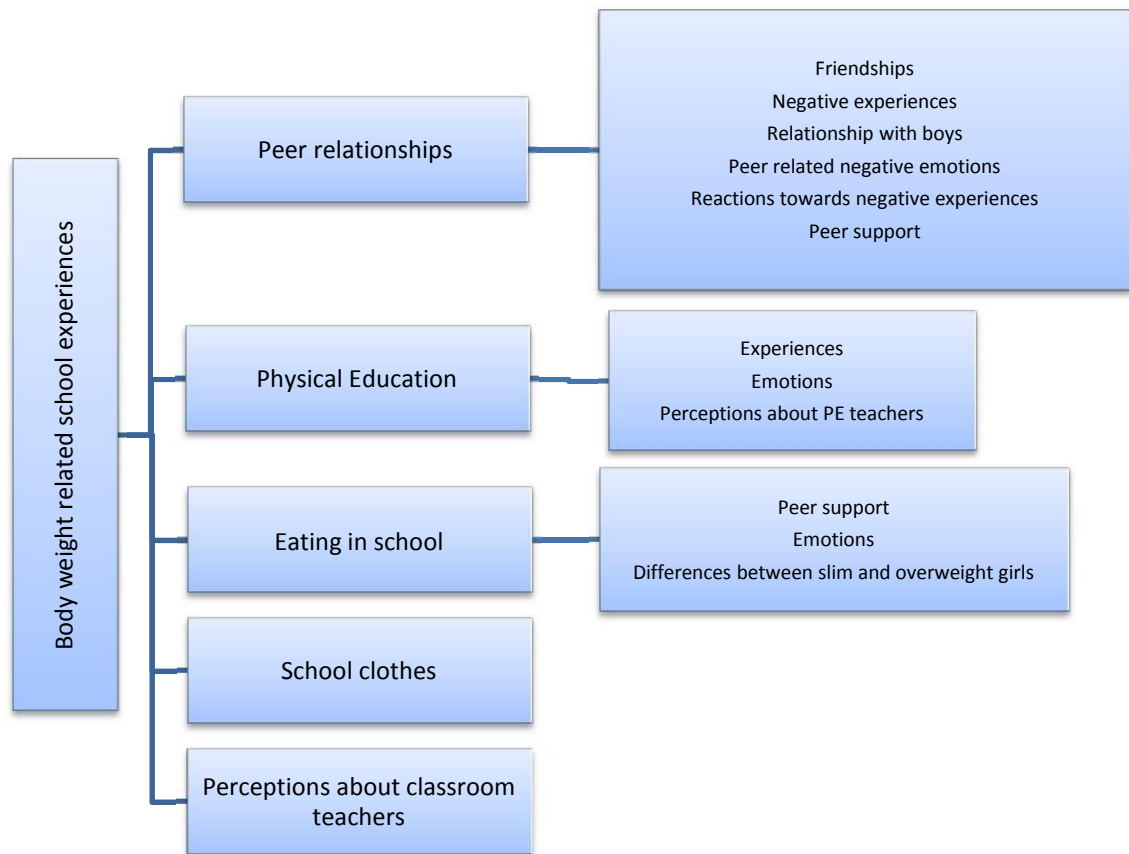 Body weight related school experiences
Peer relationships
Friendships
Negative experiences
Relationship with boys
Peer related negative emotions
Reactions towards negative experiences
Peer support
Physical Education
Experiences
Emotions
Perceptions about PE teachers
Eating in school
Peer support
Emotions
Differences between slim and overweight girls
School clothes
Perceptions about classroom
teachers